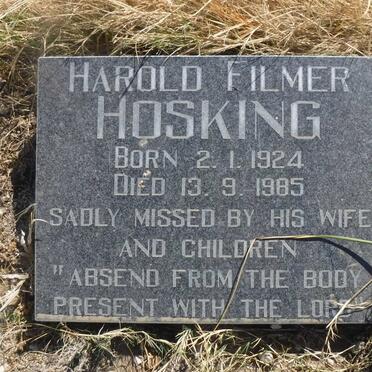 HAROLD FILMER
HOSKING
BORN 2. 1. 1924
DIED 13. 9. 1985
SADLY MISSED BY HIS WIFE
AND CHILDREN
"ABSEND FROM THE BODY
PRESENT WITH THE LORD